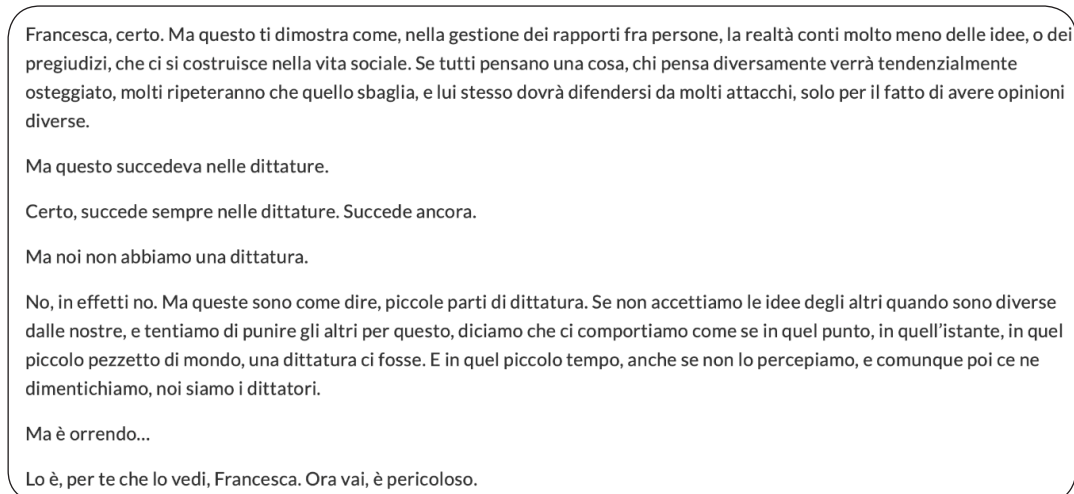 Francesca, certo. Ma questo ti dimostra come, nella gestione dei rapporti fra persone, la realtà conti molto meno delle idee, o dei
pregiudizi, che ci si costruisce nella vita sociale. Se tutti pensano una cosa, chi pensa diversamente verrà tendenzialmente
osteggiato, molti ripeteranno che quello sbaglia, e lui stesso dovrà difendersi da molti attacchi, solo per il fatto di avere opinioni
diverse.
Ma questo succedeva nelle dittature.
Certo, succede sempre nelle dittature. Succede ancora.
Ma noi non abbiamo una dittatura.
No, in effetti no. Ma queste sono come dire, piccole parti di dittatura. Se non accettiamo le idee degli altri quando sono diverse
dalle nostre, e tentiamo di punire gli altri per questo, diciamo che ci comportiamo come se in quel punto, in quell’istante, in quel
piccolo pezzetto di mondo, una dittatura ci fosse. E in quel piccolo tempo, anche se non lo percepiamo, e comunque poi ce ne
dimentichiamo, noi siamo i dittatori.
Ma è orrendo…
Lo è, per te che lo vedi, Francesca. Ora vai, è pericoloso.